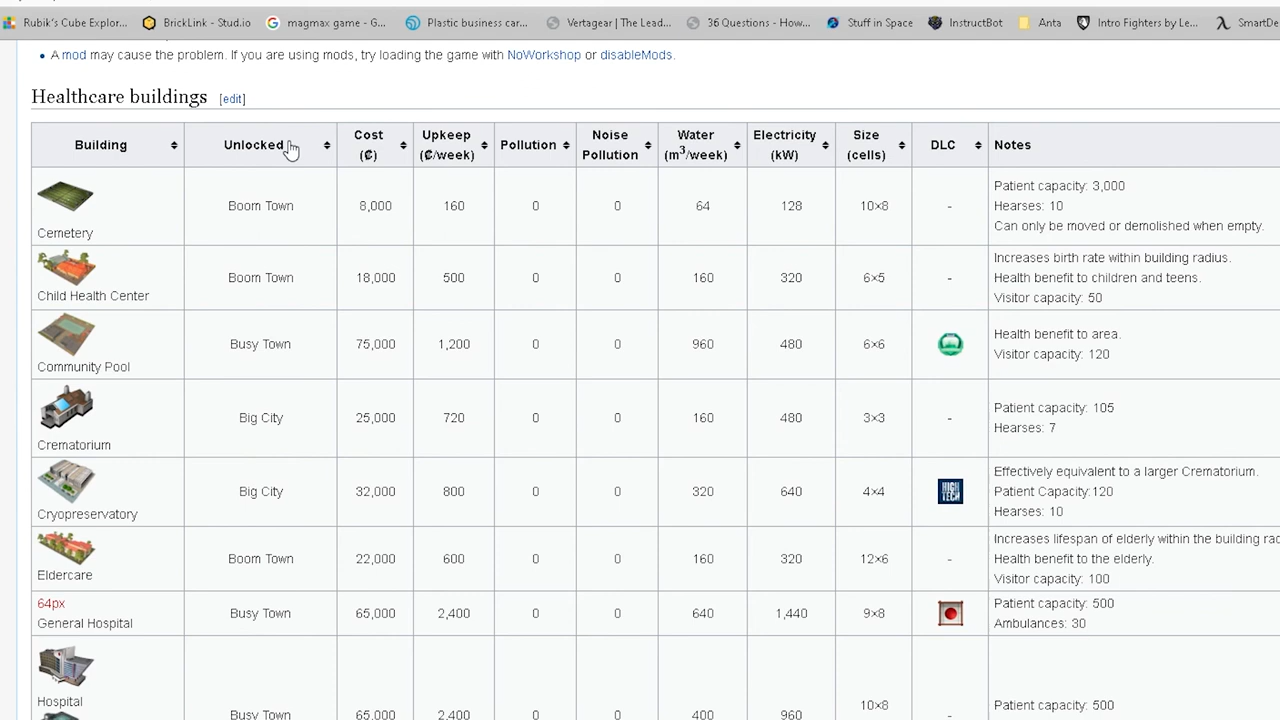 Rubik's Cube Explor... BrickLink - Stud.io magmax game - G... Plastic business car... Vertagear | The Lead... 36 Questions - How... Stuff in Space InstructBot Anta Intro Fighters by Le... SmartDe
A mod may cause the problem. If you are using mods, try loading the game with NoWorkshop or disableMods.
Healthcare buildings [edit]
Building Unlocked Cost (₡) Upkeep (₡/week) Pollution Noise Pollution Water (m³/week) Electricity (kW) Size (cells) DLC Notes
Cemetery Boom Town 8,000 160 0 0 64 128 10×8 - Patient capacity: 3,000
Hearses: 10
Can only be moved or demolished when empty.
Child Health Center Boom Town 18,000 500 0 0 160 320 6×5 - Increases birth rate within building radius.
Health benefit to children and teens.
Visitor capacity: 50
Community Pool Busy Town 75,000 1,200 0 0 960 480 6×6 Health benefit to area.
Visitor capacity: 120
Crematorium Big City 25,000 720 0 0 160 480 3×3 - Patient capacity: 105
Hearses: 7
Cryopreservatory Big City 32,000 800 0 0 320 640 4×4 HIGH TECH Effectively equivalent to a larger Crematorium.
Patient Capacity:120
Hearses: 10
Eldercare Boom Town 22,000 600 0 0 160 320 12×6 - Increases lifespan of elderly within the building rac
Health benefit to the elderly.
Visitor capacity: 100
64px
General Hospital Busy Town 65,000 2,400 0 0 640 1,440 9×8 Patient capacity: 500
Ambulances: 30
Hospital
Busy Town 65,000 2,400 0 0 400 960 10×8 - Patient capacity: 500